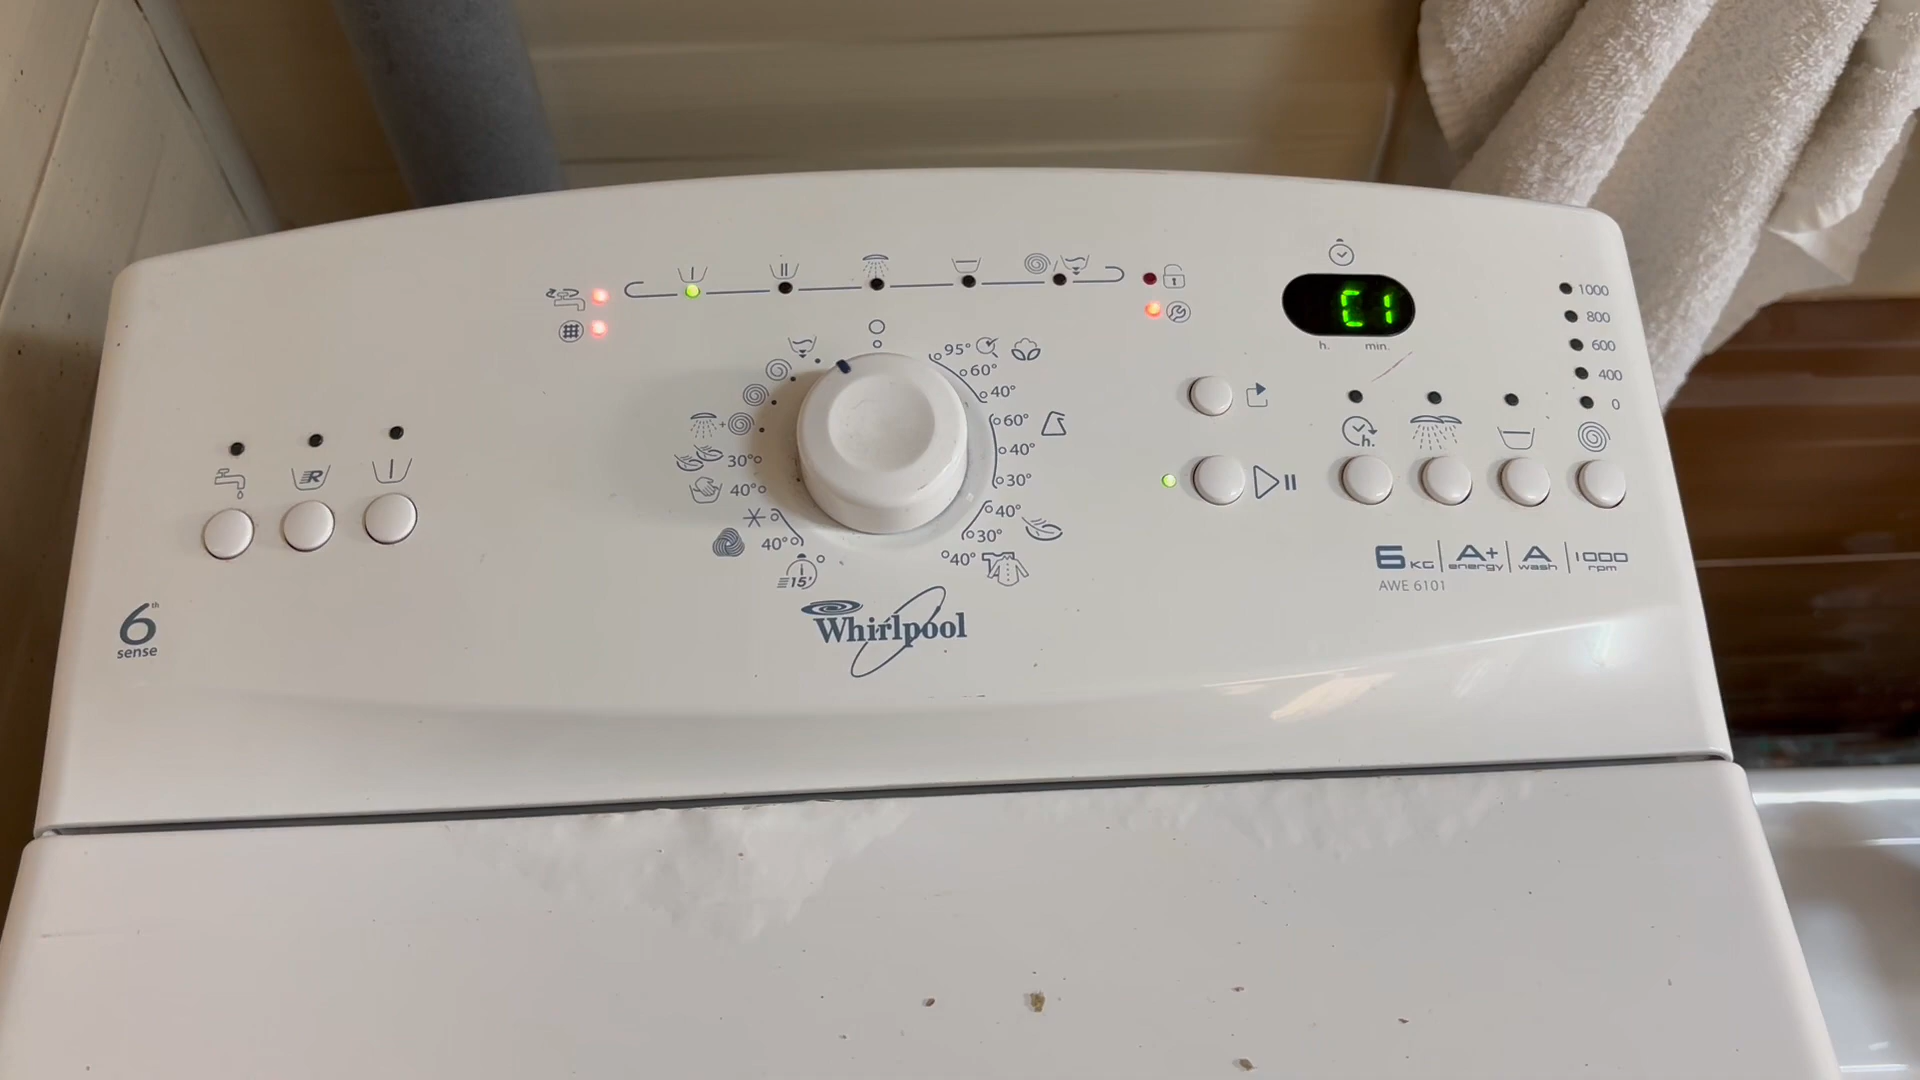 1000
800
600
400
0
C1
h. min.
95°
60°
40°
60°
40°
30°
40°
30°
40°
30°
40°
40°
15'
h.
R
6th
sense
Whirlpool
6 KG | A+ energy | A wash | 1000 rpm
AWE 6101